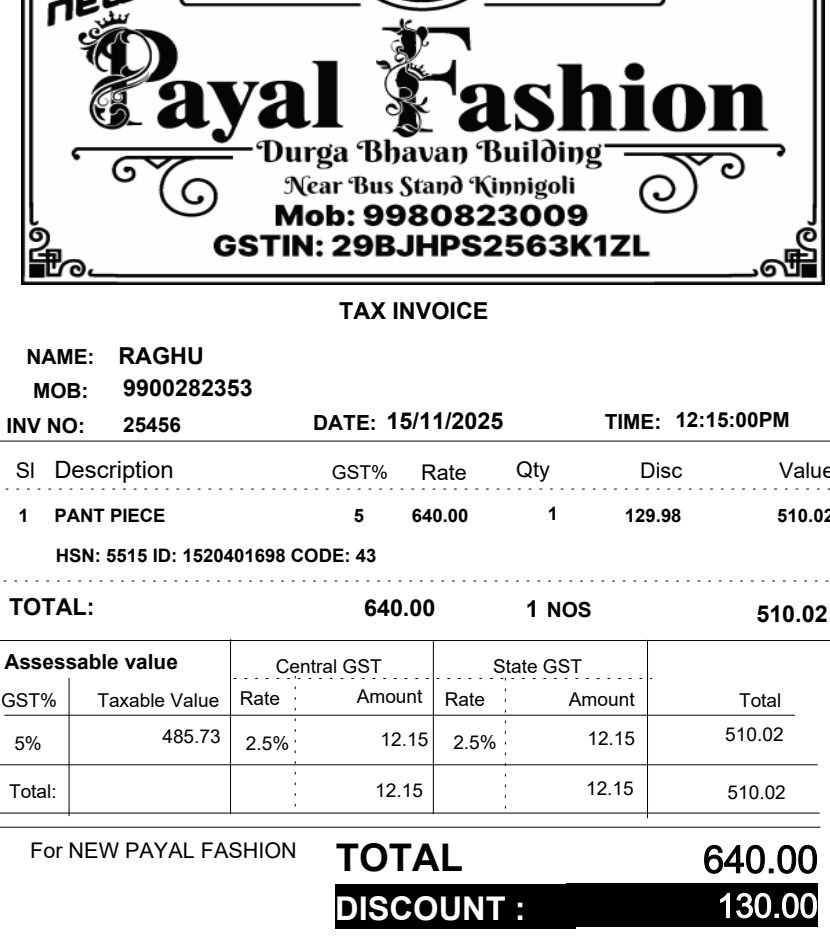 new
Payal Fashion
Durga Bhavan Building
Near Bus Stand Kinnigoli
Mob: 9980823009
GSTIN: 29BJHPS2563K1ZL
TAX INVOICE
NAME: RAGHU
MOB: 9900282353
INV NO: 25456 DATE: 15/11/2025 TIME: 12:15:00PM
Sl Description GST% Rate Qty Disc Value
1 PANT PIECE 5 640.00 1 129.98 510.02
HSN: 5515 ID: 1520401698 CODE: 43
TOTAL: 640.00 1 NOS 510.02
Assessable value Central GST State GST
GST% Taxable Value Rate Amount Rate Amount Total
5% 485.73 2.5% 12.15 2.5% 12.15 510.02
Total: 12.15 12.15 510.02
For NEW PAYAL FASHION TOTAL 640.00
DISCOUNT : 130.00